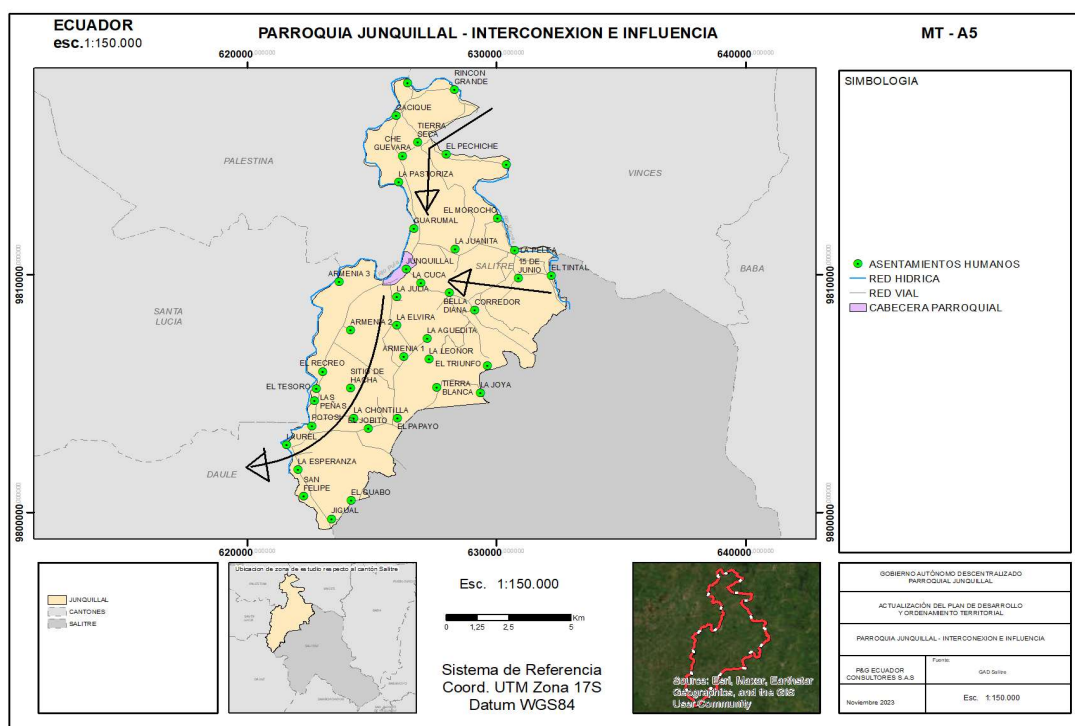 ECUADOR
esc.1:150.000
PARROQUIA JUNQUILLAL - INTERCONEXION E INFLUENCIA
MT - A5
620000
630000
640000
SIMBOLOGIA
ASENTAMIENTOS HUMANOS
RED HIDRICA
RED VIAL
CABECERA PARROQUIAL
RINCON
GRANDE
CACIQUE
TIERRA
SECA
CHE
GUEVARA
EL PECHICHE
PALESTINA
VINCES
LA PASTORIZA
EL MOROCHO
GUARUMAL
LA JUANITA
LA PELEA
SALITRE
15 DE
JUNIO
EL TINTAL
BABA
JUNQUILLAL
ARMENIA 3
LA CUCA
LA JULIA
BELLA
DIANA
CORREDOR
9810000
9810000
SANTA
LUCIA
LA ELVIRA
ARMENIA 2
LA AGUEDITA
ARMENIA 1
LA LEONOR
EL TRIUNFO
EL RECREO
SITIO DE
HACHA
EL TESORO
TIERRA
BLANCA
LA JOYA
LAS
PEÑAS
LA CHONTILLA
POTOSI
EL JOBITO
EL PAPAYO
LAUREL
LA ESPERANZA
DAULE
SAN
FELIPE
EL GUABO
JIGUAL
9800000
9800000
620000
630000
640000
JUNQUILLAL
CANTONES
SALITRE
Ubicacion de zona de estudio respecto al cantón Salitre
Esc. 1:150.000
0 1,25 2,5 5
Km
Sistema de Referencia
Coord. UTM Zona 17S
Datum WGS84
Source: Esri, Maxar, Earthstar
Geographics, and the GIS
User Community
GOBIERNO AUTÓNOMO DESCENTRALIZADO
PARROQUIAL JUNQUILLAL
ACTUALIZACIÓN DEL PLAN DE DESARROLLO
Y ORDENAMIENTO TERRITORIAL
PARROQUIA JUNQUILLAL - INTERCONEXION E INFLUENCIA
P&G ECUADOR
CONSULTORES S.A.S
Fuente:
GAD Salitre
Noviembre 2023
Esc. 1:150.000